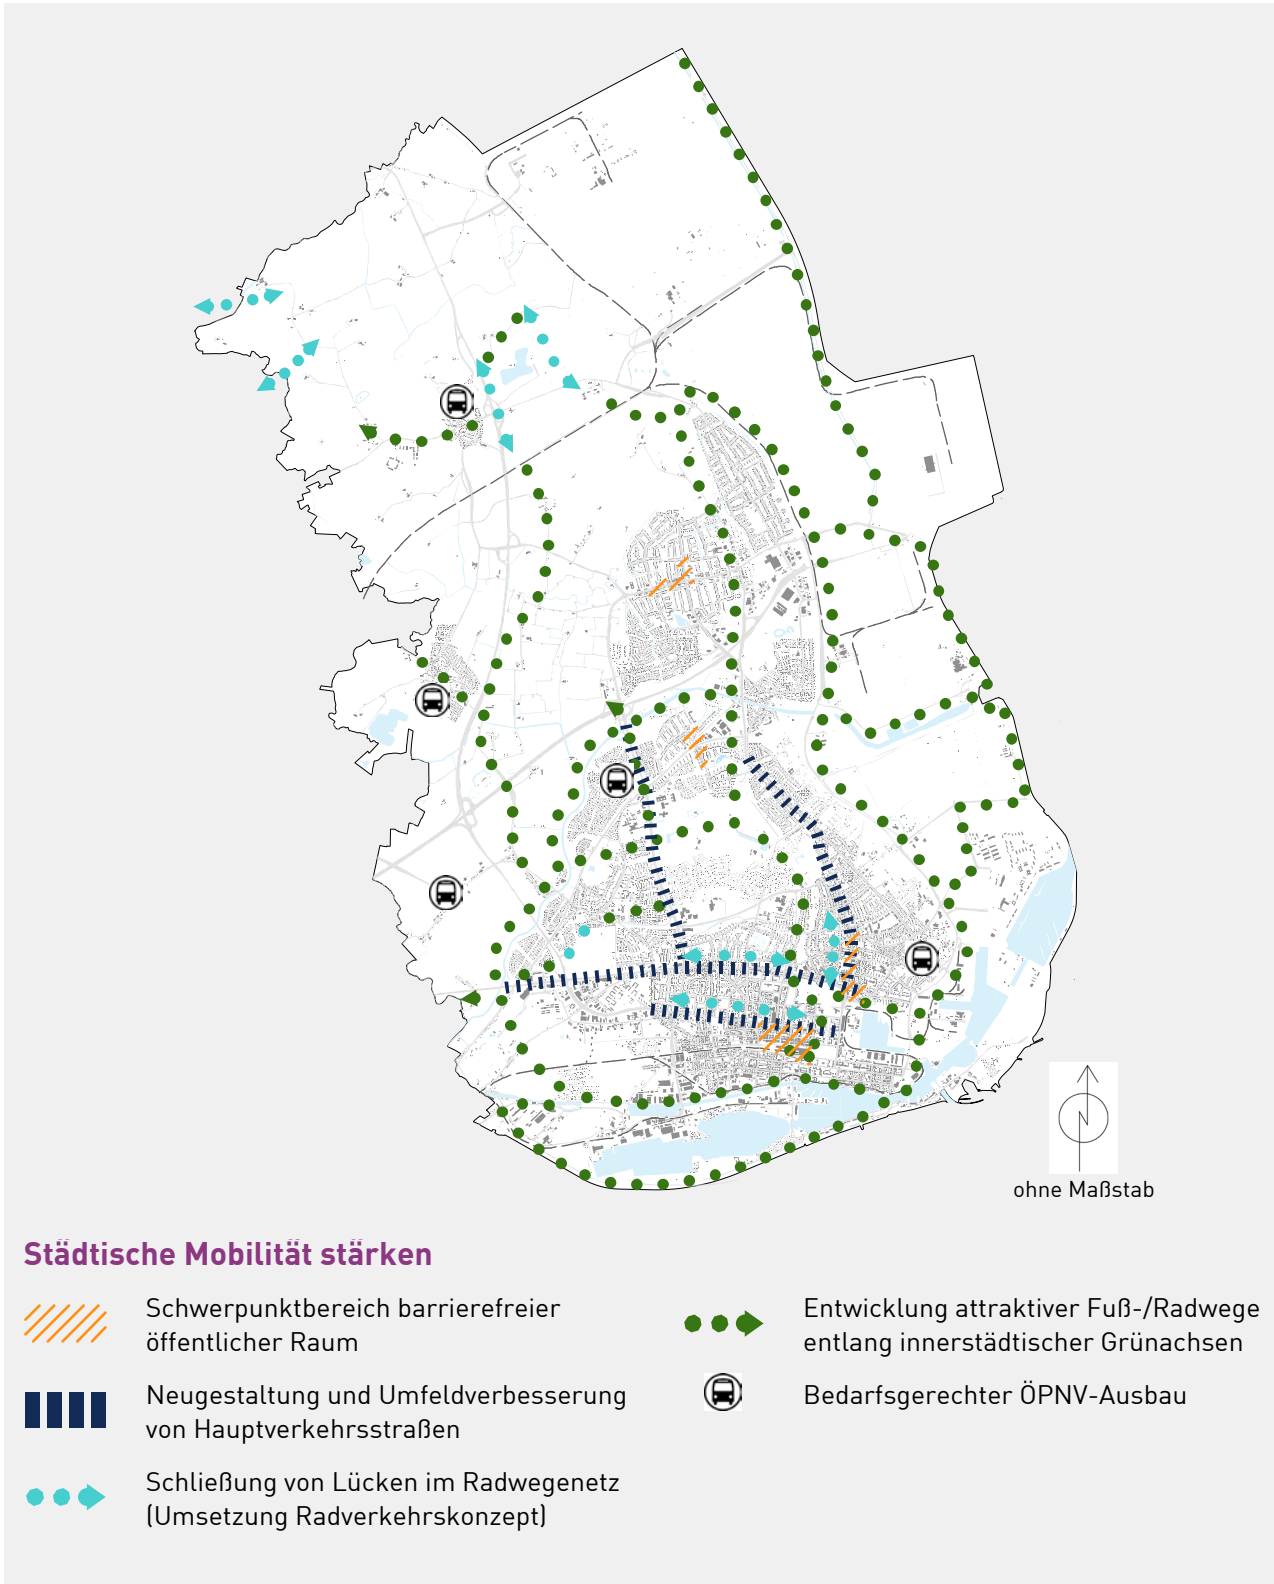 ohne Maßstab
Städtische Mobilität stärken
Schwerpunktbereich barrierefreier
öffentlicher Raum
Neugestaltung und Umfeldverbesserung
von Hauptverkehrsstraßen
Schließung von Lücken im Radwegenetz
(Umsetzung Radverkehrskonzept)
Entwicklung attraktiver Fuß-/Radwege
entlang innerstädtischer Grünachsen
Bedarfsgerechter ÖPNV-Ausbau